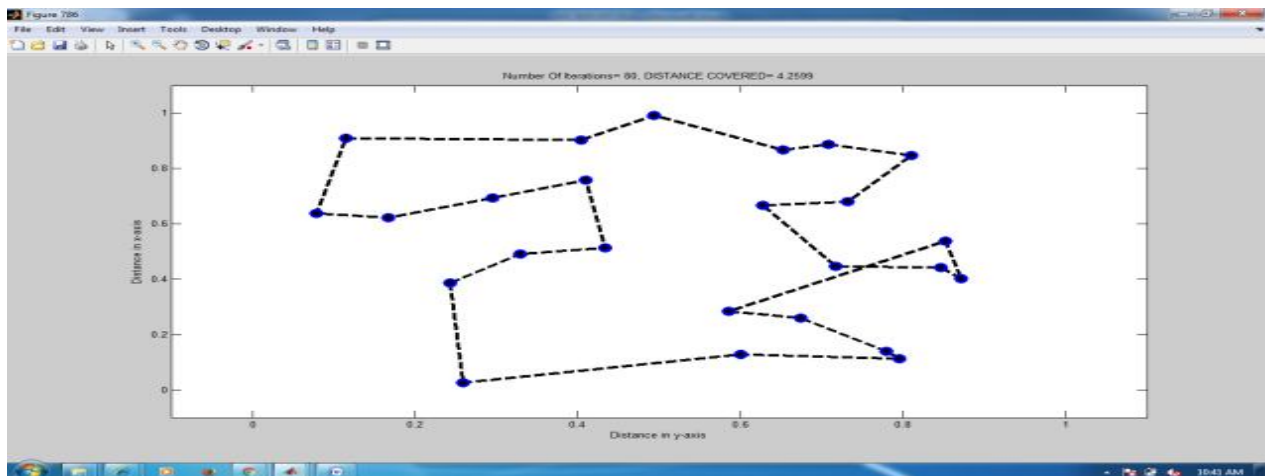 Figure 786
File Edit View Insert Tools Desktop Window Help
Number Of Iterations= 80, DISTANCE COVERED= 4.2599
1
0.8
0.6
0.4
0.2
0
Distance in x-axis
0 0.2 0.4 0.6 0.8 1
Distance in y-axis
10:41 AM